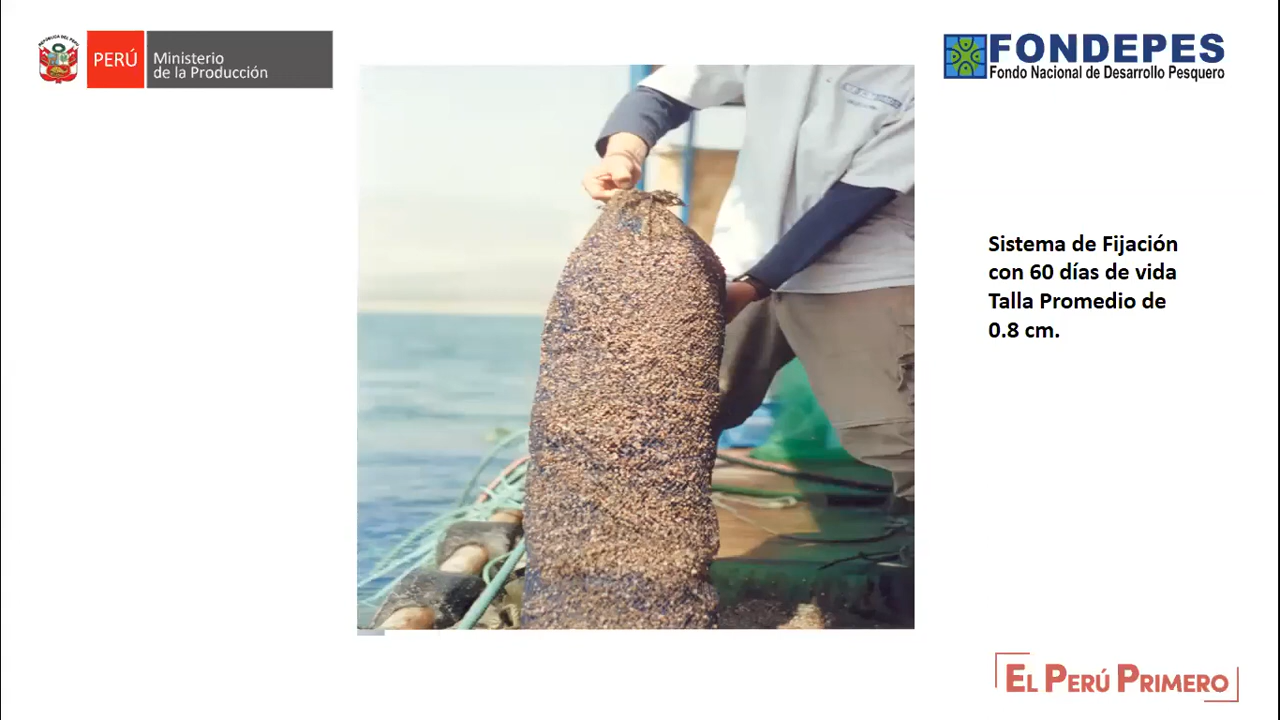 PERÚ
Ministerio
de la Producción
FONDEPES
Fondo Nacional de Desarrollo Pesquero
Sistema de Fijación
con 60 días de vida
Talla Promedio de
0.8 cm.
EL PERÚ PRIMERO